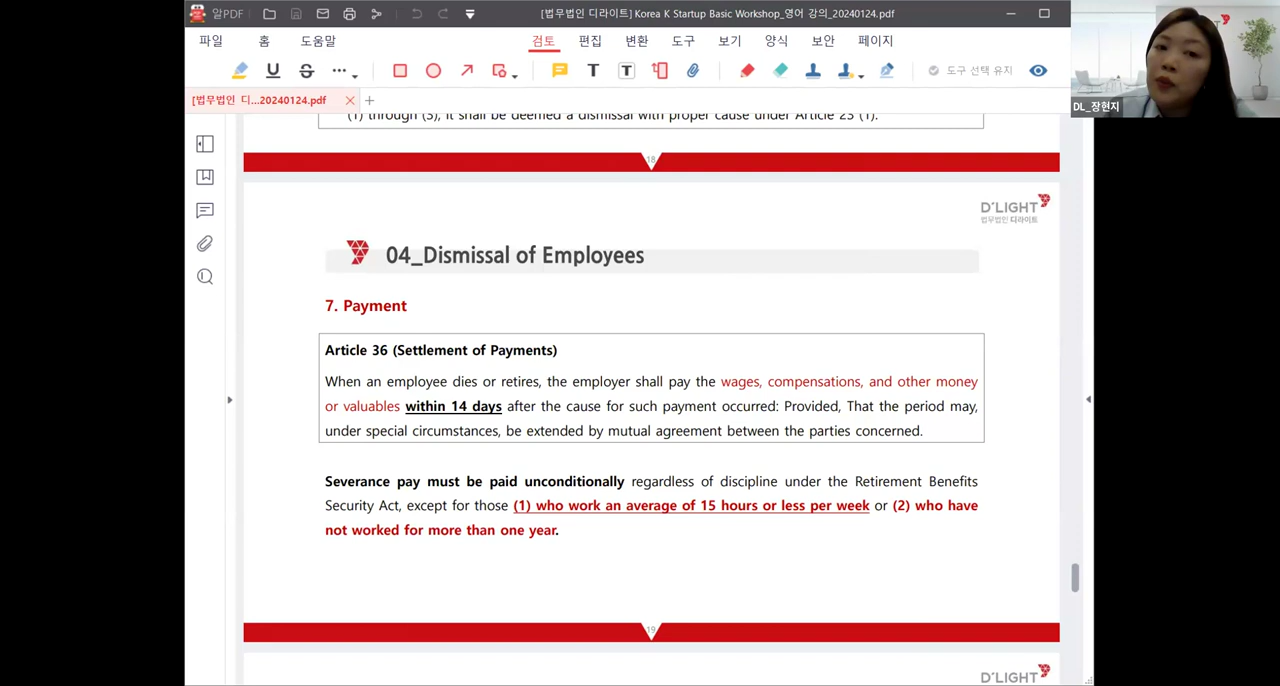 알PDF
[법무법인 디라이트] Korea K Startup Basic Workshop_영어 강의_20240124.pdf
파일 홈 도움말 검토 편집 변환 도구 보기 양식 보안 페이지
도구 선택 유지
[법무법인 디...20240124.pdf
DL_장현지
(1) through (3), it shall be deemed a dismissal with proper cause under Article 23 (1).
18
D'LIGHT
법무법인 디라이트
04_Dismissal of Employees
7. Payment
Article 36 (Settlement of Payments)
When an employee dies or retires, the employer shall pay the wages, compensations, and other money
or valuables within 14 days after the cause for such payment occurred: Provided, That the period may,
under special circumstances, be extended by mutual agreement between the parties concerned.
Severance pay must be paid unconditionally regardless of discipline under the Retirement Benefits
Security Act, except for those (1) who work an average of 15 hours or less per week or (2) who have
not worked for more than one year.
19
D'LIGHT